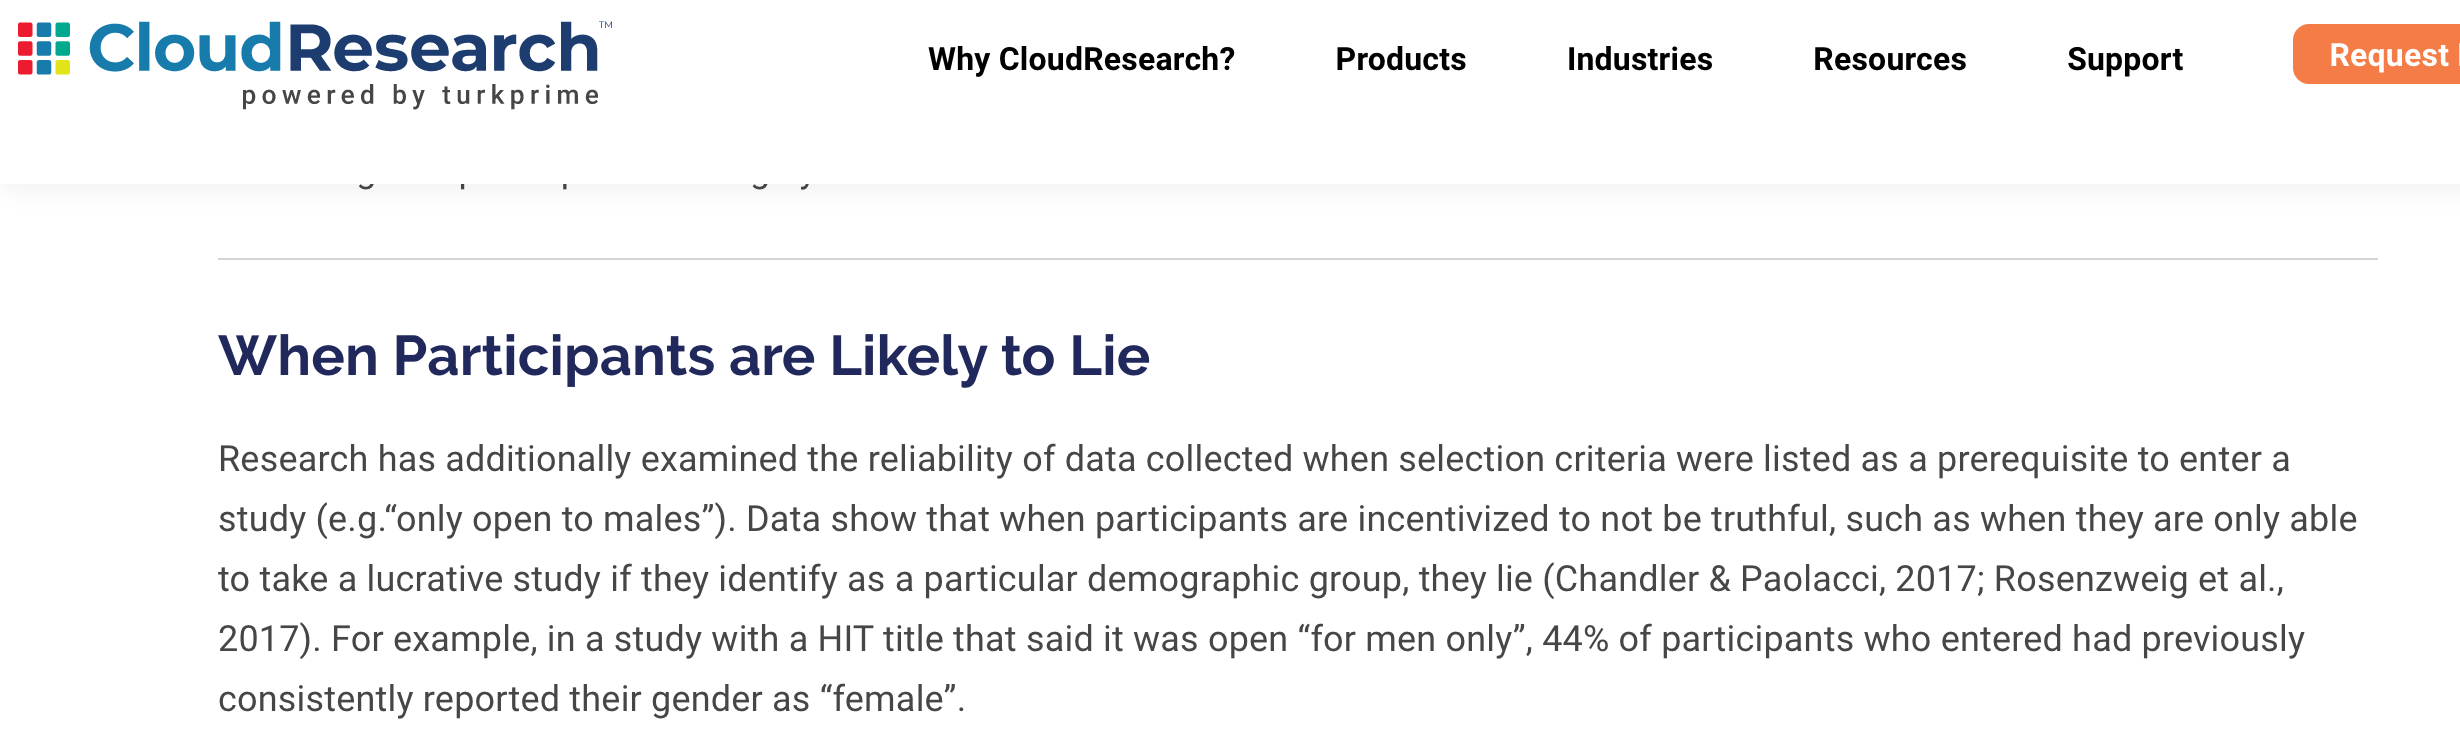 CloudResearch™
powered by turkprime
Why CloudResearch?
Products
Industries
Resources
Support
Request
When Participants are Likely to Lie
Research has additionally examined the reliability of data collected when selection criteria were listed as a prerequisite to enter a
study (e.g.“only open to males”). Data show that when participants are incentivized to not be truthful, such as when they are only able
to take a lucrative study if they identify as a particular demographic group, they lie (Chandler & Paolacci, 2017; Rosenzweig et al.,
2017). For example, in a study with a HIT title that said it was open “for men only”, 44% of participants who entered had previously
consistently reported their gender as “female”.